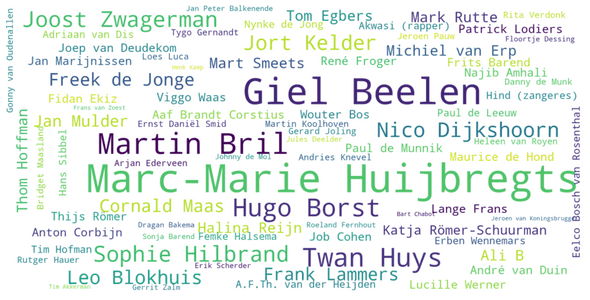 Jan Peter Balkenende
Joost Zwagerman
Tom Egbers
Mark Rutte
Rita Verdonk
Nynke de Jong
Akwasi (rapper)
Patrick Lodiers
Adriaan van Dis
Tygo Gernandt
Jeroen Pauw
Floortje Dessing
Gonny van Oudenallen
Joep van Deudekom
Loes Luca
Jort Kelder
Michiel van Erp
Jan Marijnissen
Mart Smeets
René Froger
Frits Barend
Henk Kamp
Najib Amhali
Freek de Jonge
Giel Beelen
Danny de Munk
Fidan Ekiz
Viggo Waas
Hind (zangeres)
Frans van Zoest
Aaf Brandt Corstius
Wouter Bos
Paul de Leeuw
Jan Mulder
Ernst Daniël Smid
Martin Koolhoven
Nico Dijkshoorn
Gerard Joling
Jules Deelder
Heleen van Royen
Thom Hoffman
Bridget Maasland
Hans Sibbel
Martin Bril
Paul de Munnik
Johnny de Mol
Andries Knevel
Maurice de Hond
Arjan Ederveen
Eelco Bosch van Rosenthal
Marc-Marie Huijbregts
Cornald Maas
Hugo Borst
Bart Chabot
Lange Frans
Thijs Römer
Dragan Bakema
Roeland Fernhout
Jeroen van Koningsbrugge
Anton Corbijn
Halina Reijn
Katja Römer-Schuurman
Sonja Barend
Femke Halsema
Job Cohen
Erben Wennemars
Tim Hofman
Sophie Hilbrand
Twan Huys
Ali B
Rutger Hauer
Erik Scherder
André van Duin
Leo Blokhuis
Frank Lammers
Tim Akkerman
Gerrit Zalm
A.F.Th. van der Heijden
Lucille Werner